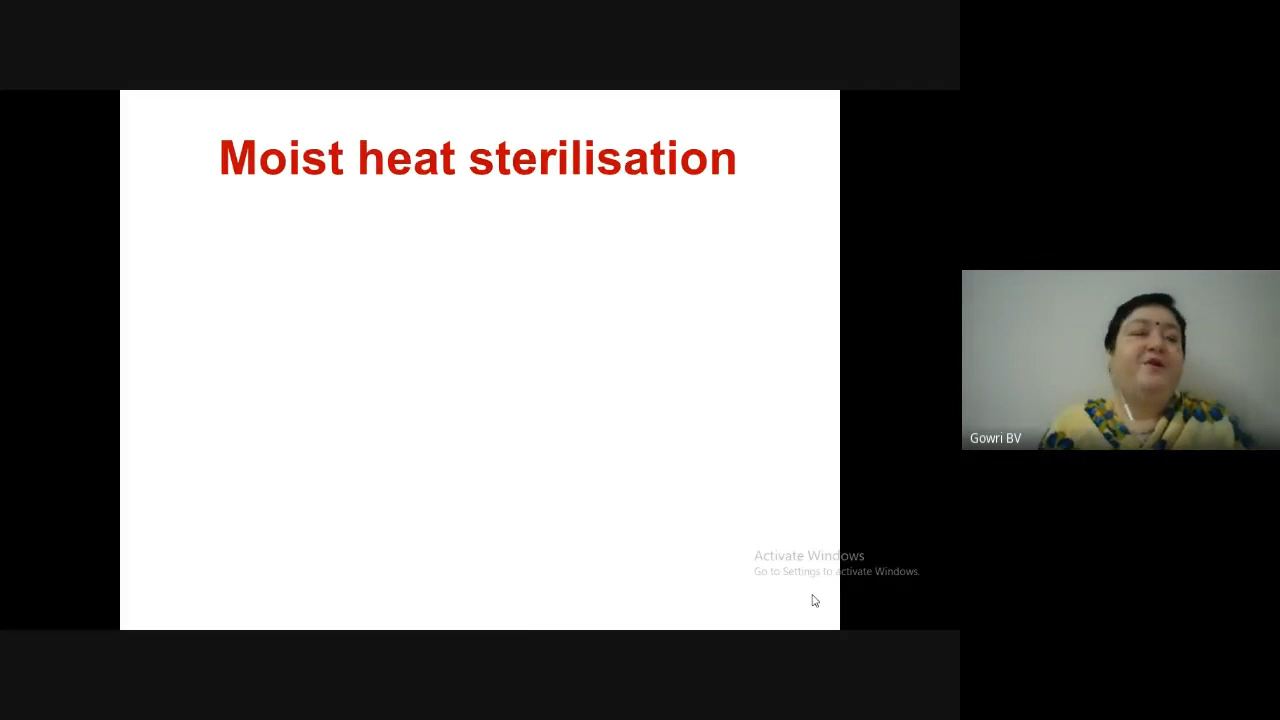 Moist heat sterilisation
Gowri BV
Activate Windows
Go to Settings to activate Windows.